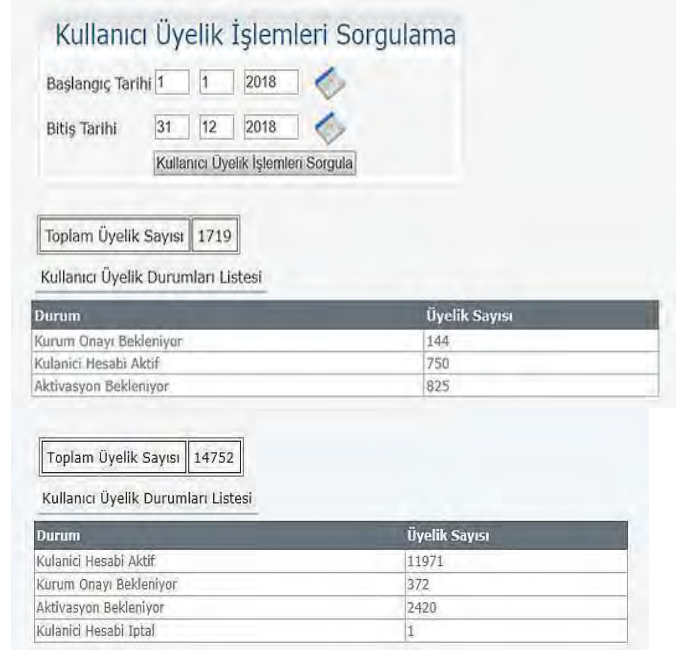 Kullanıcı Üyelik İşlemleri Sorgulama
Başlangıç Tarihi 1 1 2018
Bitiş Tarihi 31 12 2018
Kullanıcı Üyelik İşlemleri Sorgula
Toplam Üyelik Sayısı 1719
Kullanıcı Üyelik Durumları Listesi
Durum Üyelik Sayısı
Kurum Onayı Bekleniyor 144
Kulanici Hesabi Aktif 750
Aktivasyon Bekleniyor 825
Toplam Üyelik Sayısı 14752
Kullanıcı Üyelik Durumları Listesi
Durum Üyelik Sayısı
Kulanici Hesabi Aktif 11971
Kurum Onayı Bekleniyor 372
Aktivasyon Bekleniyor 2420
Kulanici Hesabi Iptal 1